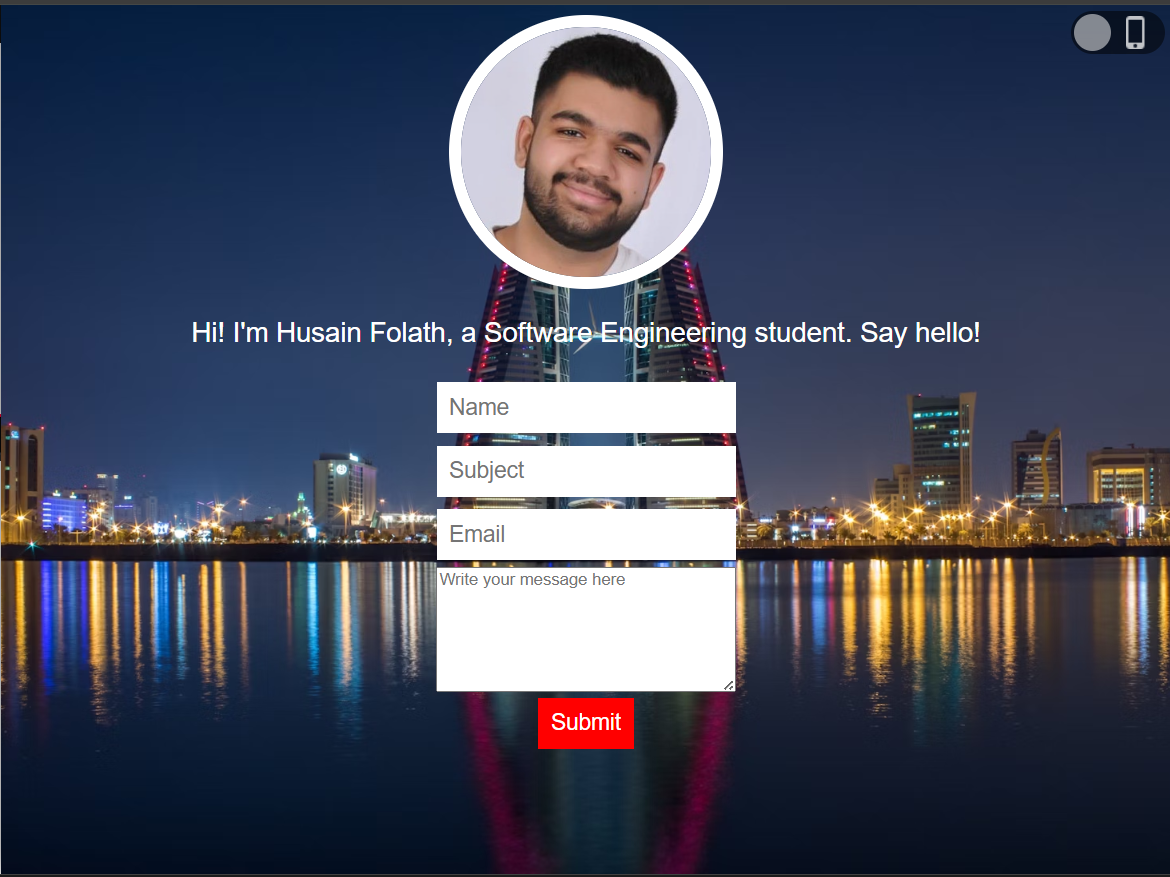 Hi! I'm Husain Folath, a Software Engineering student. Say hello!
Name
Subject
Email
Write your message here
Submit